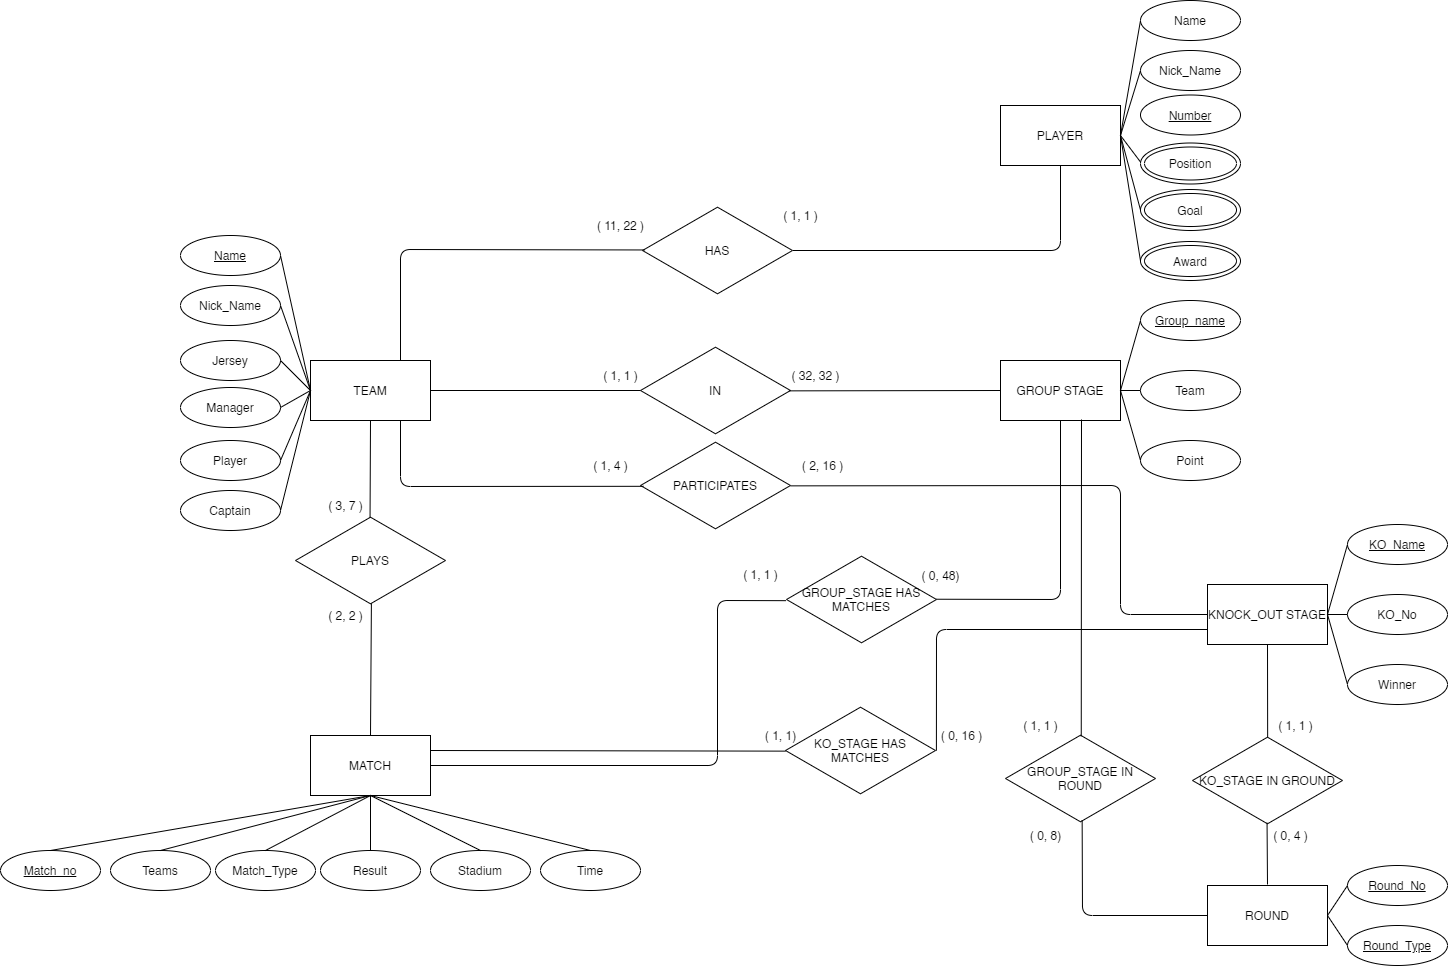 Name
Nick_Name
PLAYER
Number
Position
Goal
Award
( 11, 22 )
( 1, 1 )
HAS
Name
Nick_Name
Jersey
Manager
Player
Captain
TEAM
( 1, 1 )
IN
( 32, 32 )
GROUP STAGE
Group_name
Team
Point
( 1, 4 )
PARTICIPATES
( 2, 16 )
( 3, 7 )
PLAYS
( 2, 2 )
( 1, 1 )
GROUP_STAGE HAS
MATCHES
( 0, 48)
KNOCK_OUT STAGE
KO_Name
KO_No
Winner
MATCH
( 1, 1)
KO_STAGE HAS
MATCHES
( 0, 16 )
( 1, 1 )
GROUP_STAGE IN
ROUND
( 0, 8)
( 1, 1 )
KO_STAGE IN GROUND
( 0, 4 )
Match_no
Teams
Match_Type
Result
Stadium
Time
ROUND
Round_No
Round_Type